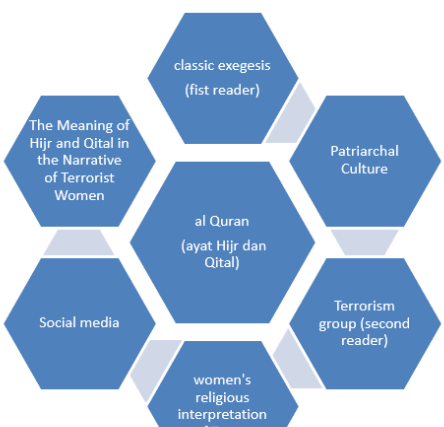 classic exegesis
(fist reader)
Patriarchal
Culture
Terrorism
group (second
reader)
women's
religious
interpretation
Social media
The Meaning of
Hijr and Qital in
the Narrative
of Terrorist
Women
al Quran
(ayat Hijr dan
Qital)